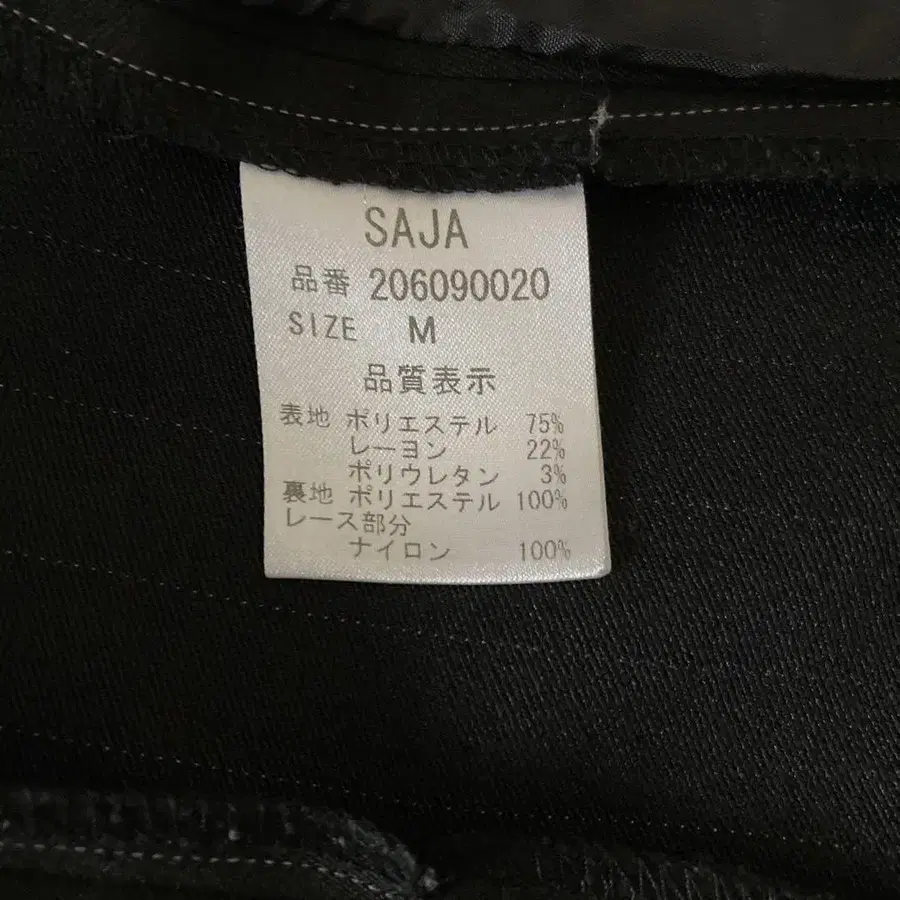 SAJA
品番 206090020
SIZE M
品質表示
表地 ポリエステル 75%
レーヨン 22%
ポリウレタン 3%
裏地 ポリエステル 100%
レース部分
ナイロン 100%